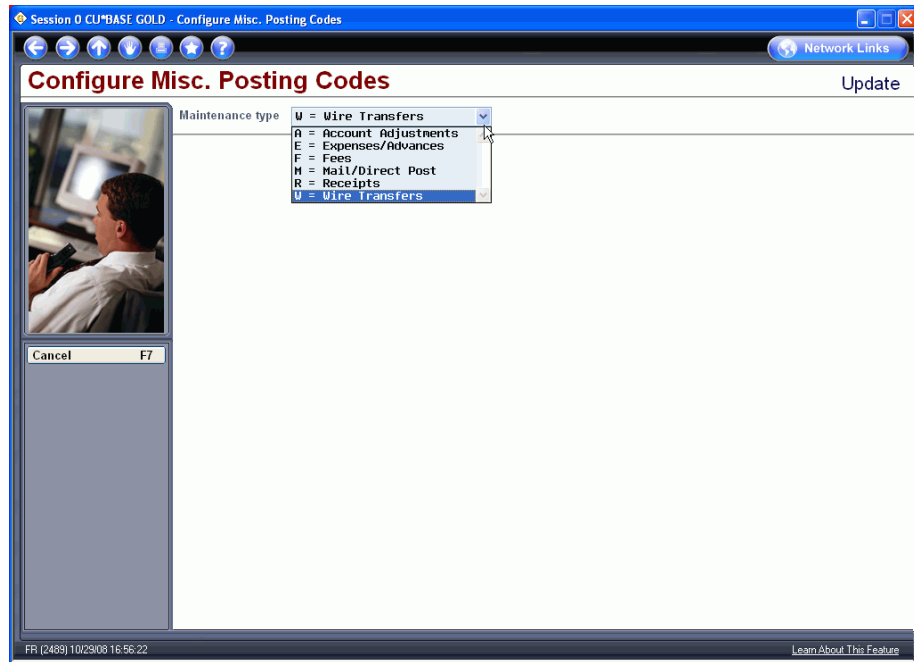 Session 0 CU*BASE GOLD - Configure Misc. Posting Codes
Network Links
Configure Misc. Posting Codes
Update
Maintenance type W = Wire Transfers
A = Account Adjustments
E = Expenses/Advances
F = Fees
M = Mail/Direct Post
R = Receipts
W = Wire Transfers
Cancel F7
FR (2489) 10/29/08 16:56:22
Learn About This Feature